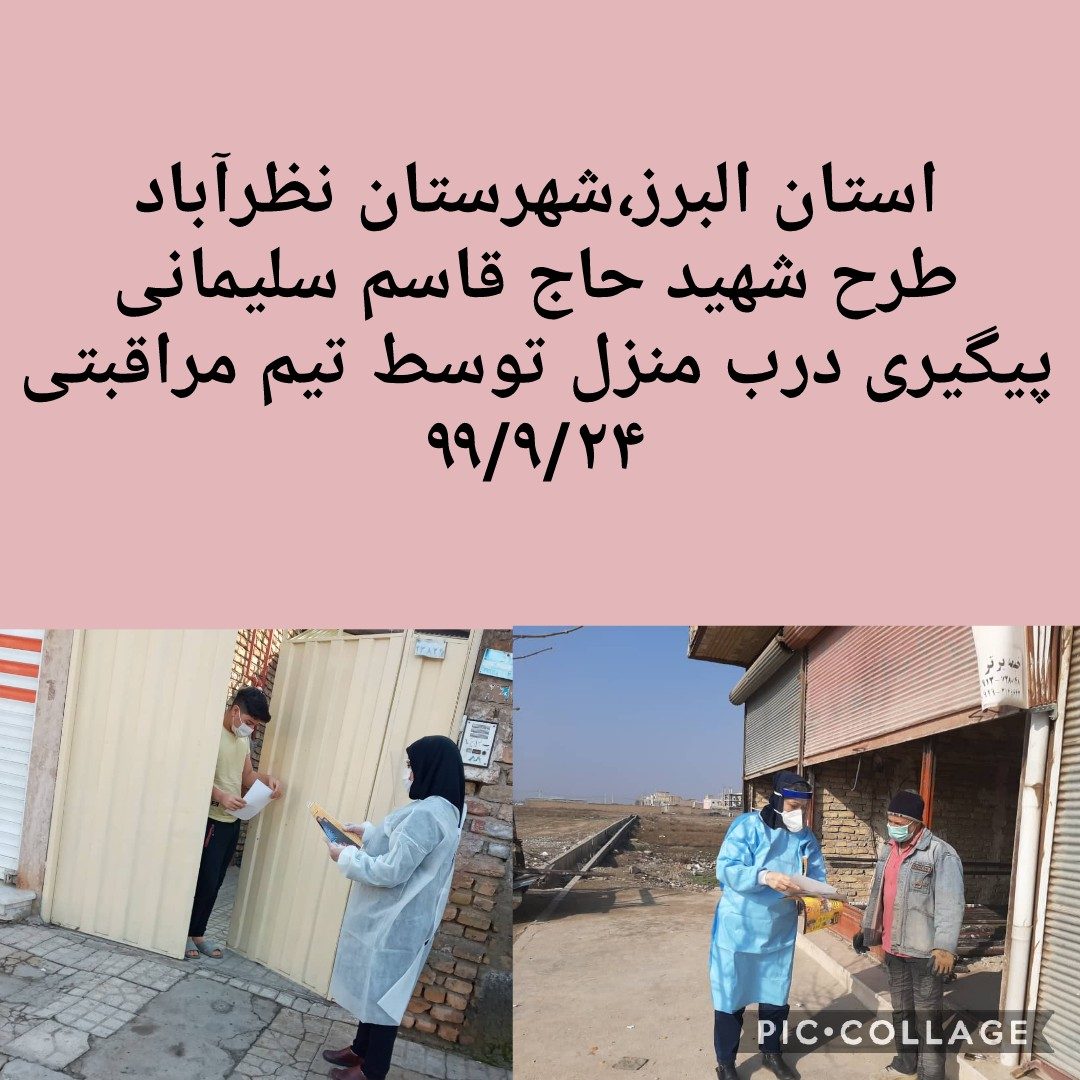 استان البرز،شهرستان نظرآباد
طرح شهید حاج قاسم سلیمانی
پیگیری درب منزل توسط تیم مراقبتی
۹۹/۹/۲۴
PIC•COLLAGE